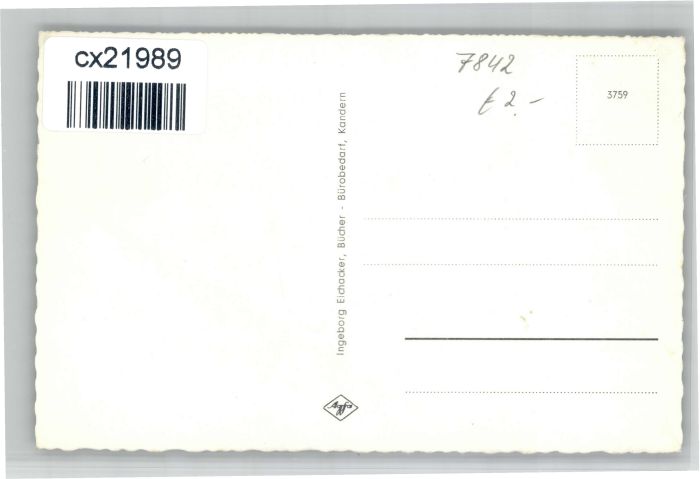 cx21989
7842
€ 2.-
3759
Ingeborg Eichacker, Bücher - Bürobedarf, Kandern
Agfa